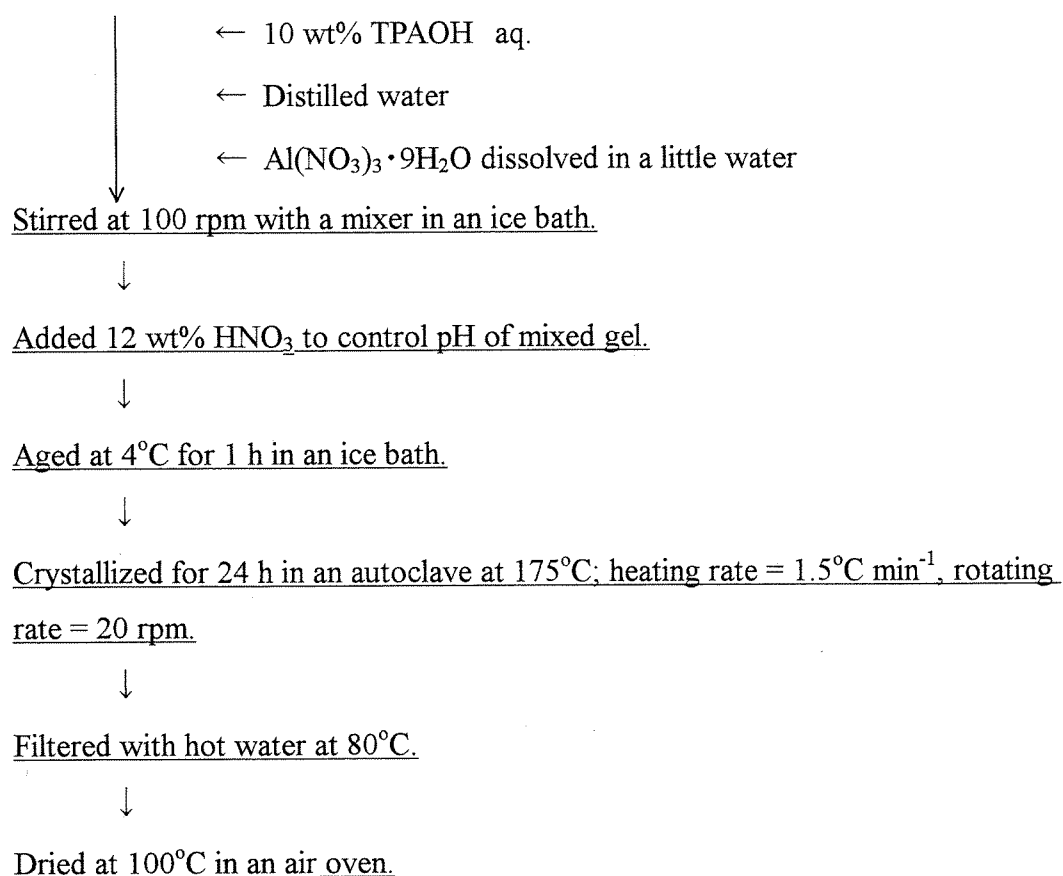 ← 10 wt% TPAOH aq.
← Distilled water
← Al(NO₃)₃・9H₂O dissolved in a little water
Stirred at 100 rpm with a mixer in an ice bath.
↓
Added 12 wt% HNO₃ to control pH of mixed gel.
↓
Aged at 4°C for 1 h in an ice bath.
↓
Crystallized for 24 h in an autoclave at 175°C; heating rate = 1.5°C min⁻¹, rotating
rate = 20 rpm.
↓
Filtered with hot water at 80°C.
↓
Dried at 100°C in an air oven.